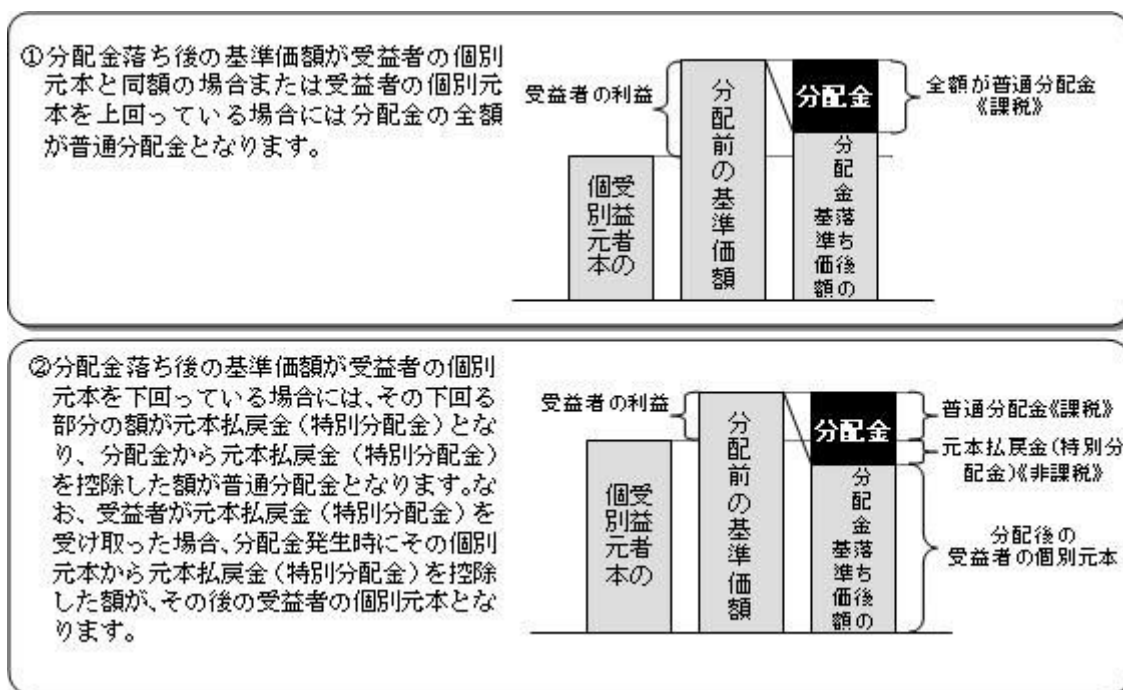 ①分配金落ち後の基準価額が受益者の個別
元本と同額の場合または受益者の個別元
本を上回っている場合には分配金の全額
が普通分配金となります。
受益者の利益
受益者の
個別元本
分配前の基準価額
分配金
分配金落ち後の
基準価額
全額が普通分配金
《課税》
②分配金落ち後の基準価額が受益者の個別
元本を下回っている場合には、その下回る
部分の額が元本払戻金（特別分配金）とな
り、分配金から元本払戻金（特別分配金）
を控除した額が普通分配金となります。な
お、受益者が元本払戻金（特別分配金）を
受け取った場合、分配金発生時にその個別
元本から元本払戻金（特別分配金）を控除
した額が、その後の受益者の個別元本とな
ります。
受益者の利益
受益者の
個別元本
分配前の基準価額
分配金
分配金落ち後の
基準価額
普通分配金《課税》
元本払戻金(特別分
配金)《非課税》
分配後の
受益者の個別元本